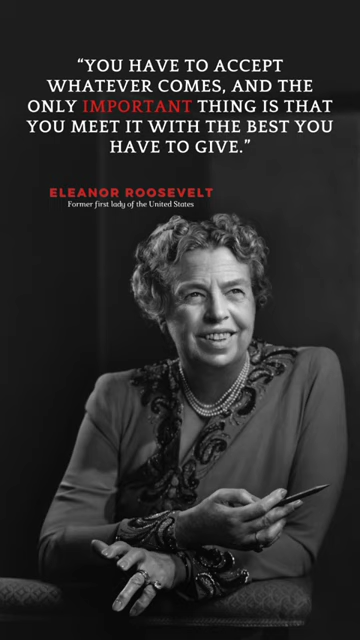 “YOU HAVE TO ACCEPT
WHATEVER COMES, AND THE
ONLY IMPORTANT THING IS THAT
YOU MEET IT WITH THE BEST YOU
HAVE TO GIVE.”
ELEANOR ROOSEVELT
Former first lady of the United States